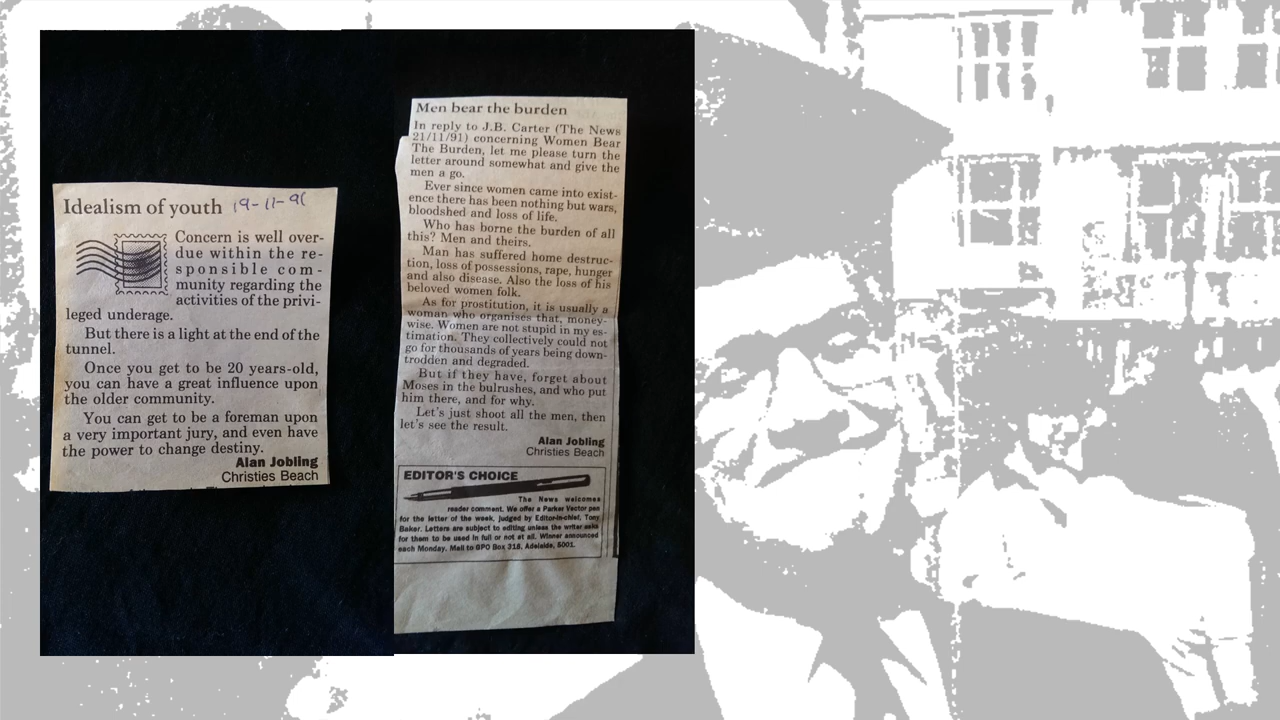 Idealism of youth 19-11-91
Concern is well over-
due within the re-
sponsible com-
munity regarding the
activities of the privi-
leged underage.
But there is a light at the end of the
tunnel.
Once you get to be 20 years-old,
you can have a great influence upon
the older community.
You can get to be a foreman upon
a very important jury, and even have
the power to change destiny.
Alan Jobling
Christies Beach
Men bear the burden
In reply to J.B. Carter (The News
21/11/91) concerning Women Bear
The Burden, let me please turn the
letter around somewhat and give the
men a go.
Ever since women came into exist-
ence there has been nothing but wars,
bloodshed and loss of life.
Who has borne the burden of all
this? Men and theirs.
Man has suffered home destruc-
tion, loss of possessions, rape, hunger
and also disease. Also the loss of his
beloved women folk.
As for prostitution, it is usually a
woman who organises that, money-
wise. Women are not stupid in my es-
timation. They collectively could not
go for thousands of years being down-
trodden and degraded.
But if they have, forget about
Moses in the bulrushes, and who put
him there, and for why.
Let's just shoot all the men, then
let's see the result.
Alan Jobling
Christies Beach
EDITOR'S CHOICE
The News welcomes
reader comment. We offer a Parker Vector pen
for the letter of the week, judged by Editor-in-chief, Tony
Baker. Letters are subject to editing unless the writer asks
for them to be used in full or not at all. Winner announced
each Monday. Mail to GPO Box 318, Adelaide, 5001.